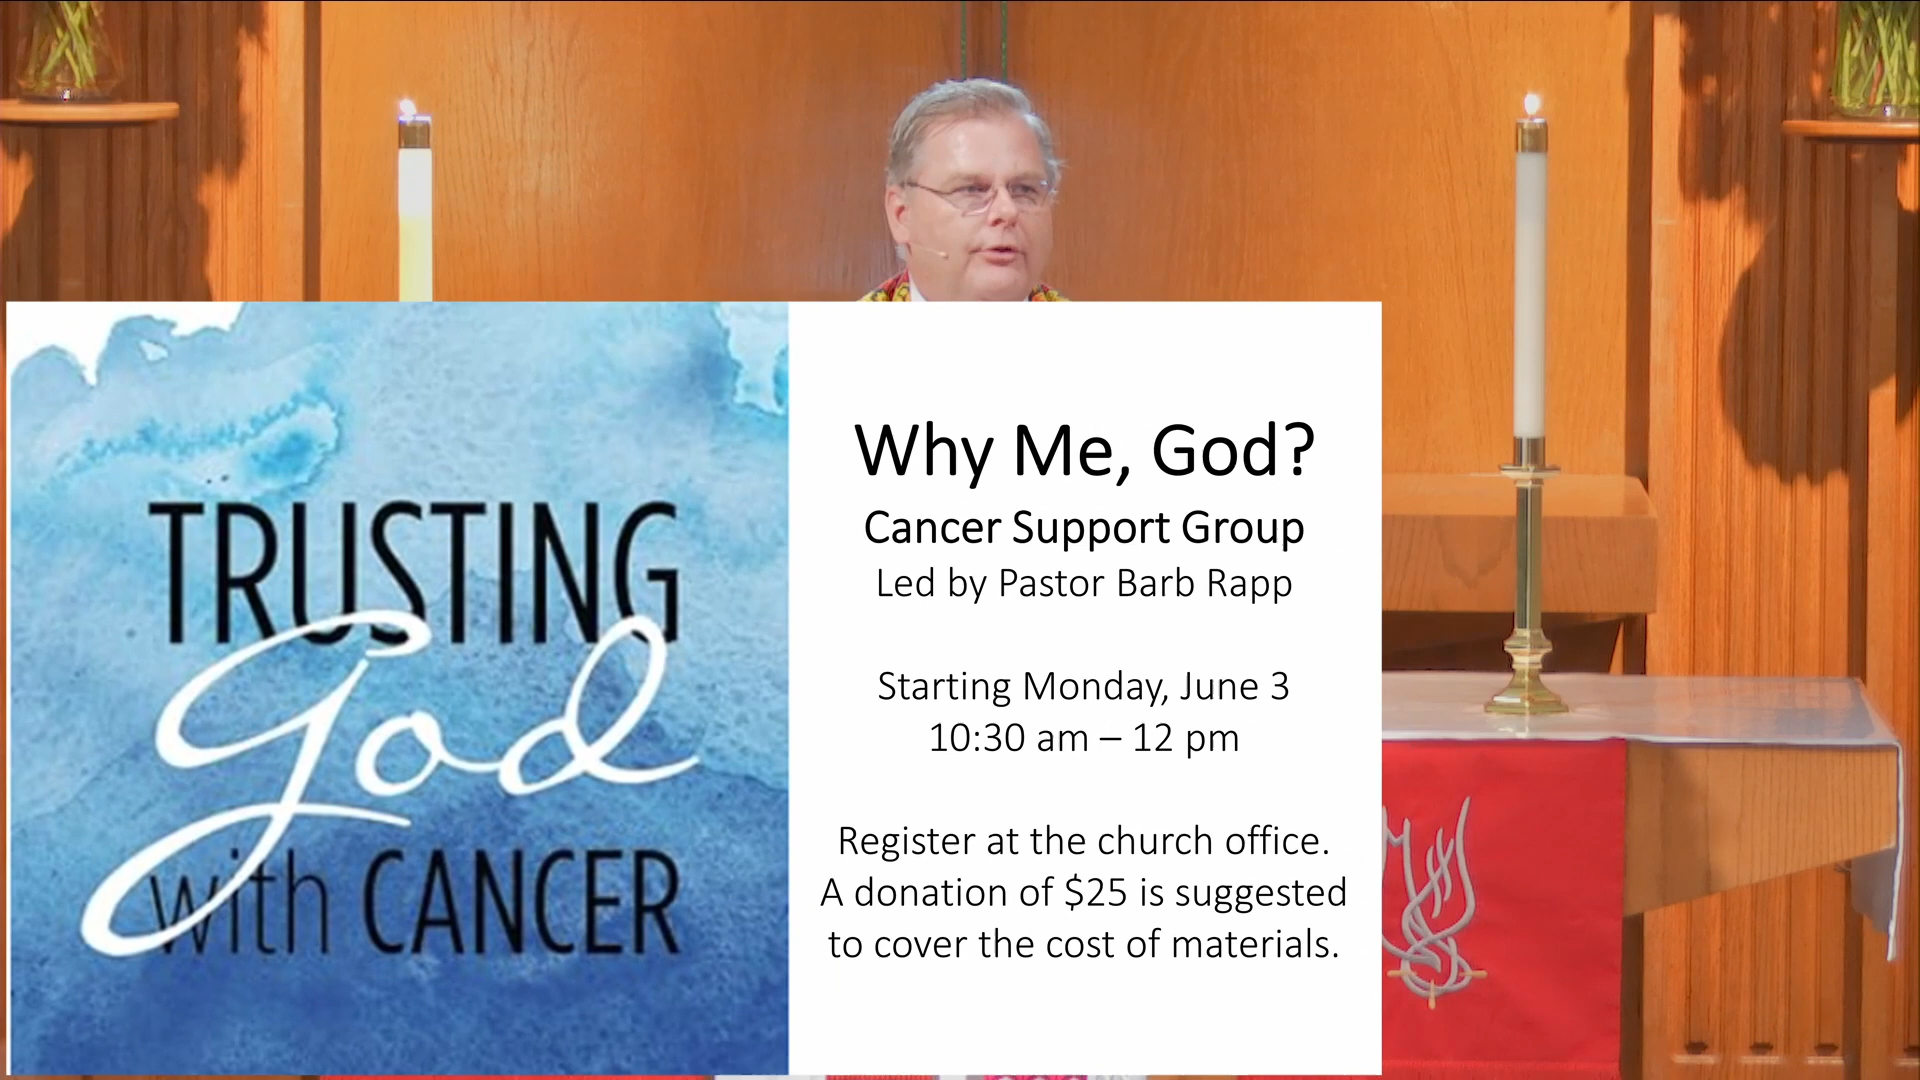 TRUSTING
God
with CANCER
Why Me, God?
Cancer Support Group
Led by Pastor Barb Rapp
Starting Monday, June 3
10:30 am – 12 pm
Register at the church office.
A donation of $25 is suggested
to cover the cost of materials.